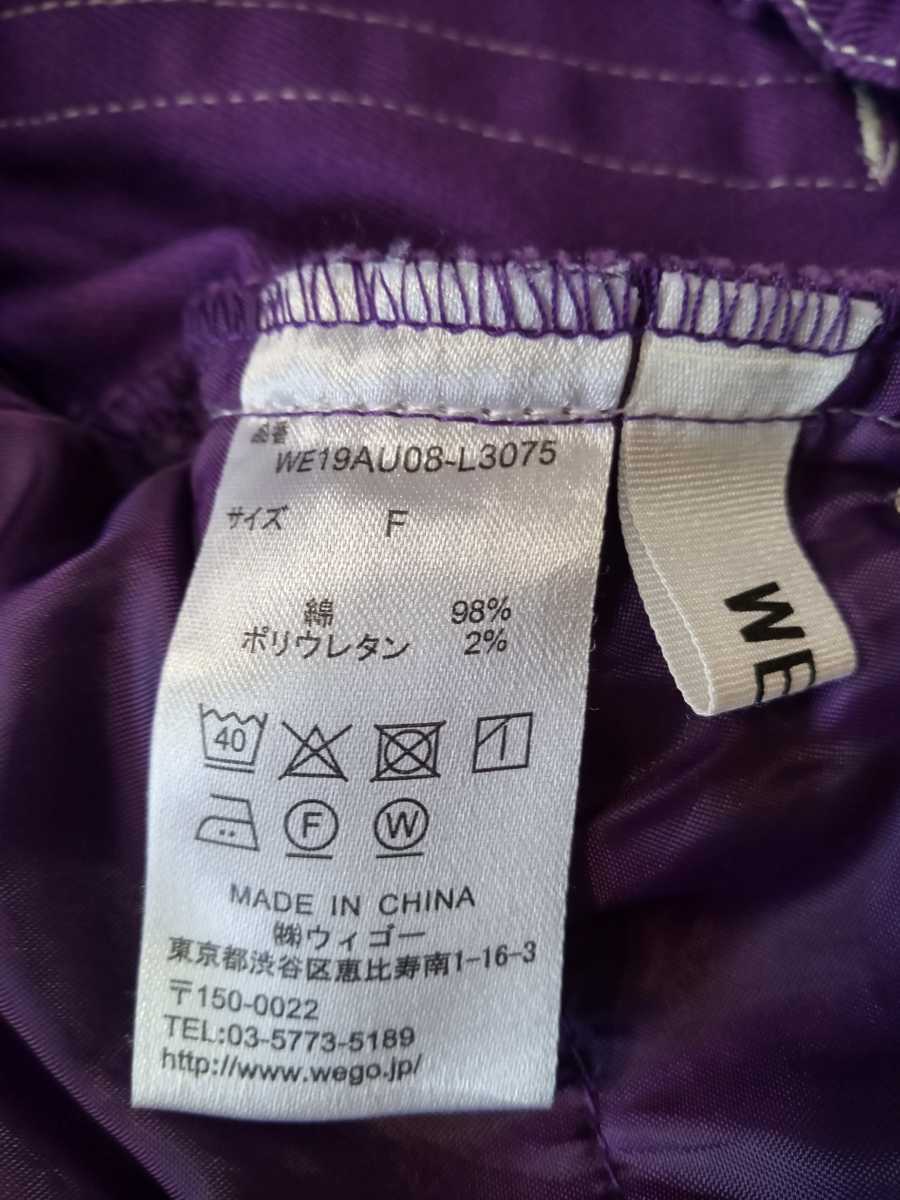 品番
WE19AU08-L3075
サイズ F
綿 98%
ポリウレタン 2%
40
F W
MADE IN CHINA
㈱ウィゴー
東京都渋谷区恵比寿南1-16-3
〒150-0022
TEL:03-5773-5189
http://www.wego.jp/
WE